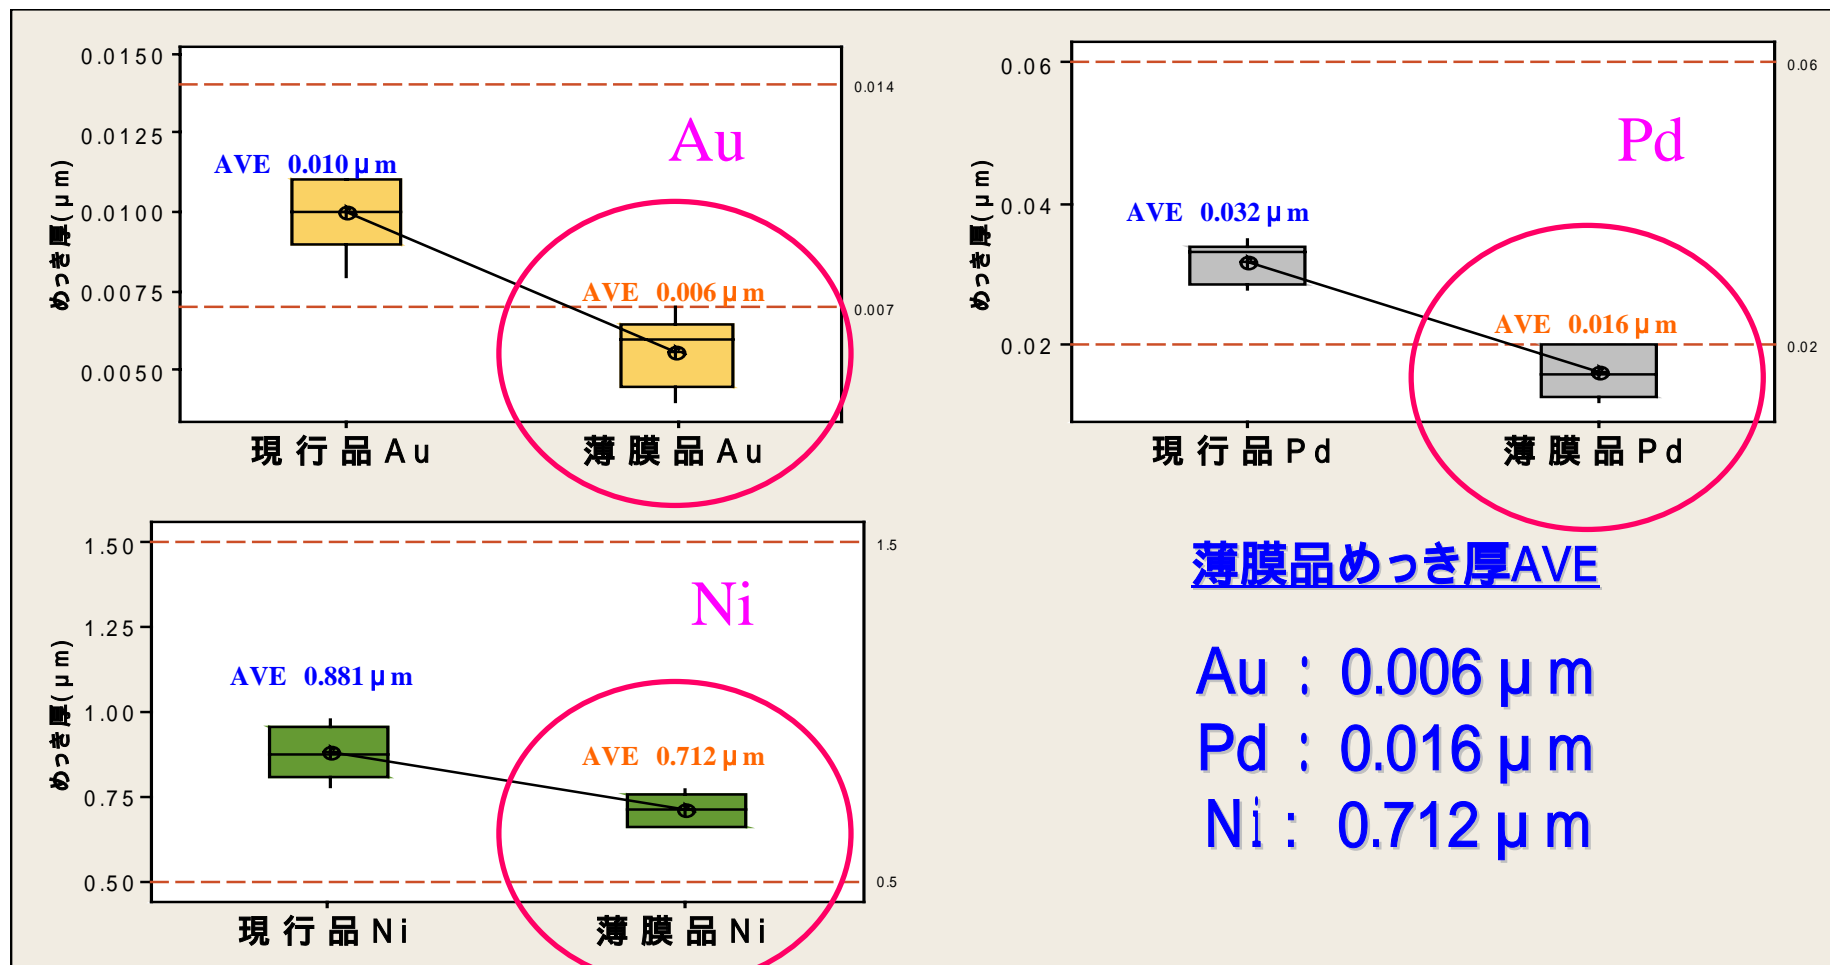 0.0150
0.014
0.0125
Au
AVE 0.010μm
めっき厚(μm)
0.0100
0.0075
AVE 0.006μm
0.007
0.0050
現行品Au
薄膜品Au
0.06
0.06
Pd
めっき厚(μm)
0.04
AVE 0.032μm
AVE 0.016μm
0.02
0.02
現行品Pd
薄膜品Pd
1.50
1.5
Ni
1.25
めっき厚(μm)
AVE 0.881μm
1.00
AVE 0.712μm
0.75
0.50
0.5
現行品Ni
薄膜品Ni
薄膜品めっき厚AVE
Au : 0.006μm
Pd : 0.016μm
Ni : 0.712μm